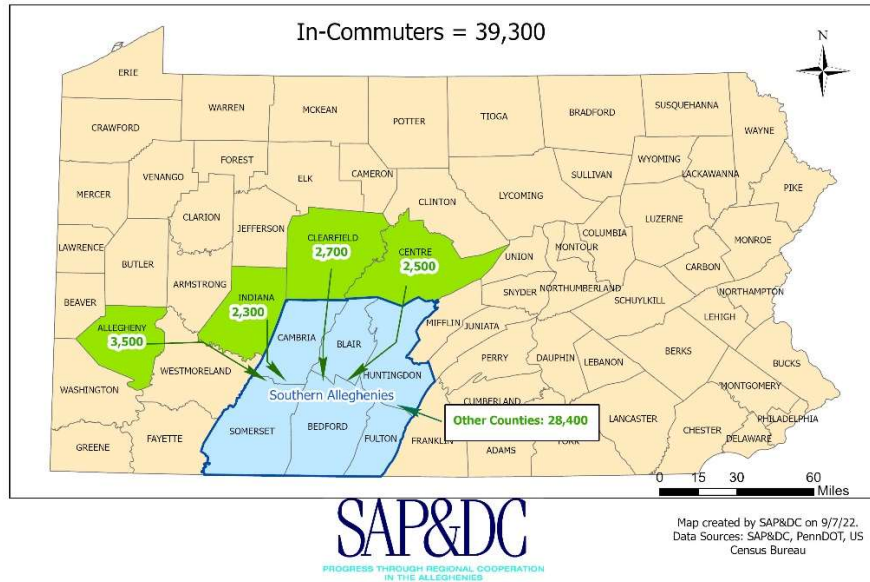 In-Commuters = 39,300
N
ERIE
WARREN
MCKEAN
POTTER
TIOGA
BRADFORD
SUSQUEHANNA
WAYNE
CRAWFORD
FOREST
ELK
CAMERON
CLINTON
LYCOMING
SULLIVAN
WYOMING
LACKAWANNA
PIKE
VENANGO
MERCER
CLARION
JEFFERSON
CLEARFIELD
2,700
CENTRE
2,500
UNION
MONTOUR
COLUMBIA
LUZERNE
MONROE
LAWRENCE
BUTLER
ARMSTRONG
INDIANA
2,300
SNYDER
NORTHUMBERLAND
SCHUYLKILL
CARBON
NORTHAMPTON
LEHIGH
BEAVER
ALLEGHENY
3,500
CAMBRIA
BLAIR
MIFFLIN
JUNIATA
PERRY
DAUPHIN
LEBANON
BERKS
BUCKS
WESTMORELAND
HUNTINGDON
CUMBERLAND
MONTGOMERY
PHILADELPHIA
WASHINGTON
Southern Alleghenies
Other Counties: 28,400
LANCASTER
CHESTER
DELAWARE
GREENE
FAYETTE
SOMERSET
BEDFORD
FULTON
FRANKLIN
ADAMS
YORK
0 15 30 60
Miles
SAP&DC
PROGRESS THROUGH REGIONAL COOPERATION
IN THE ALLEGHENIES
Map created by SAP&DC on 9/7/22.
Data Sources: SAP&DC, PennDOT, US
Census Bureau